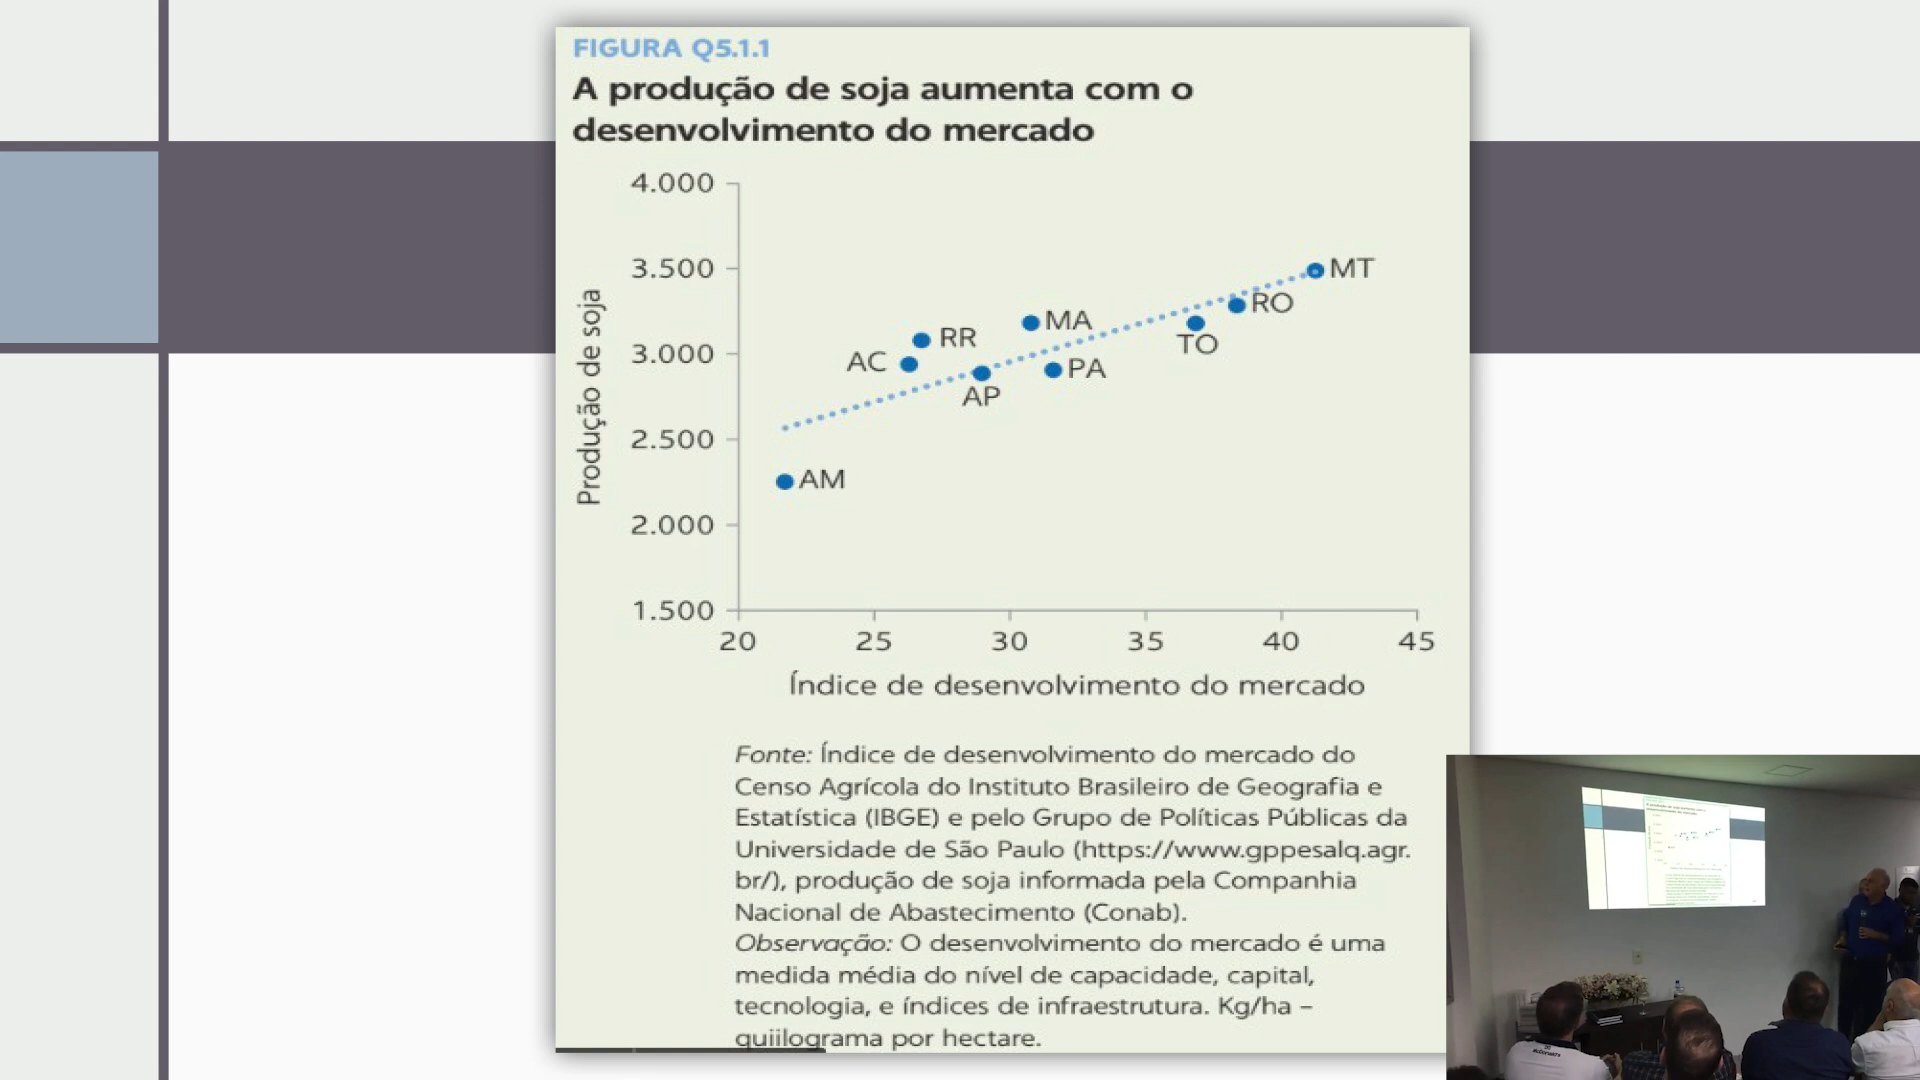 FIGURA Q5.1.1
A produção de soja aumenta com o
desenvolvimento do mercado
Produção de soja
4.000
3.500
3.000
2.500
2.000
1.500
MT
RO
MA
RR
TO
AC
PA
AP
AM
20 25 30 35 40 45
Índice de desenvolvimento do mercado
Fonte: Índice de desenvolvimento do mercado do
Censo Agrícola do Instituto Brasileiro de Geografia e
Estatística (IBGE) e pelo Grupo de Políticas Públicas da
Universidade de São Paulo (https://www.gppesalq.agr.
br/), produção de soja informada pela Companhia
Nacional de Abastecimento (Conab).
Observação: O desenvolvimento do mercado é uma
medida média do nível de capacidade, capital,
tecnologia, e índices de infraestrutura. Kg/ha –
quiilograma por hectare.